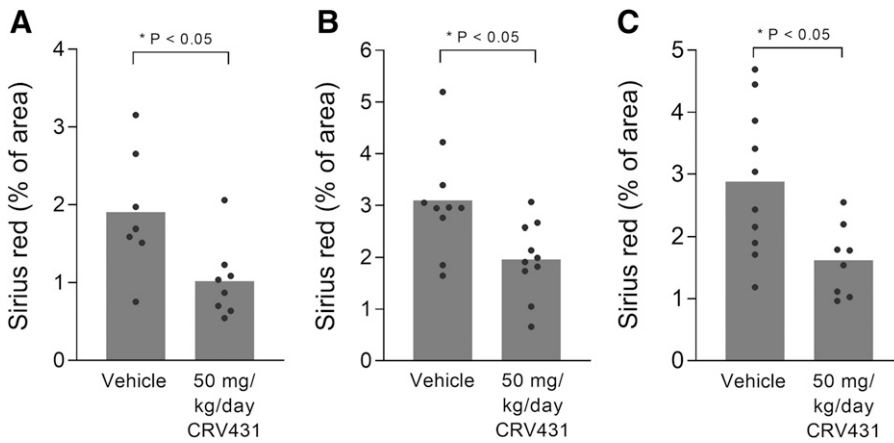 A
* P < 0.05
Sirius red (% of area)
4
3
2
1
0
Vehicle
50 mg/
kg/day
CRV431
B
* P < 0.05
Sirius red (% of area)
6
5
4
3
2
1
0
Vehicle
50 mg/
kg/day
CRV431
C
* P < 0.05
Sirius red (% of area)
5
4
3
2
1
0
Vehicle
50 mg/
kg/day
CRV431